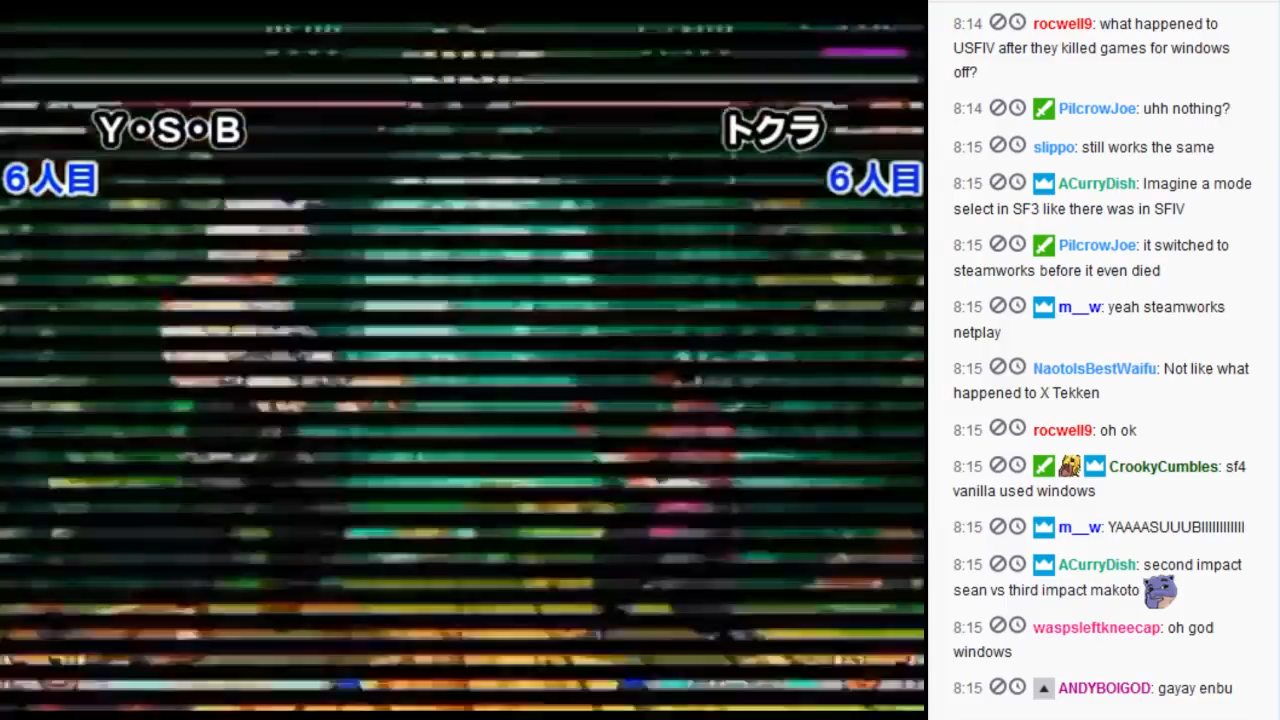 Y•S•B
トクラ
6人目
6人目
8:14 rocwell9: what happened to
USFIV after they killed games for windows
off?
8:14 PilcrowJoe: uhh nothing?
8:15 slippo: still works the same
8:15 ACurryDish: Imagine a mode
select in SF3 like there was in SFIV
8:15 PilcrowJoe: it switched to
steamworks before it even died
8:15 m__w: yeah steamworks
netplay
8:15 NaotoIsBestWaifu: Not like what
happened to X Tekken
8:15 rocwell9: oh ok
8:15 CrookyCumbles: sf4
vanilla used windows
8:15 m__w: YAAAASUUUBIIIIIIIIIIII
8:15 ACurryDish: second impact
sean vs third impact makoto
8:15 waspsleftkneecap: oh god
windows
8:15 ANDYBOIGOD: gayay enbu